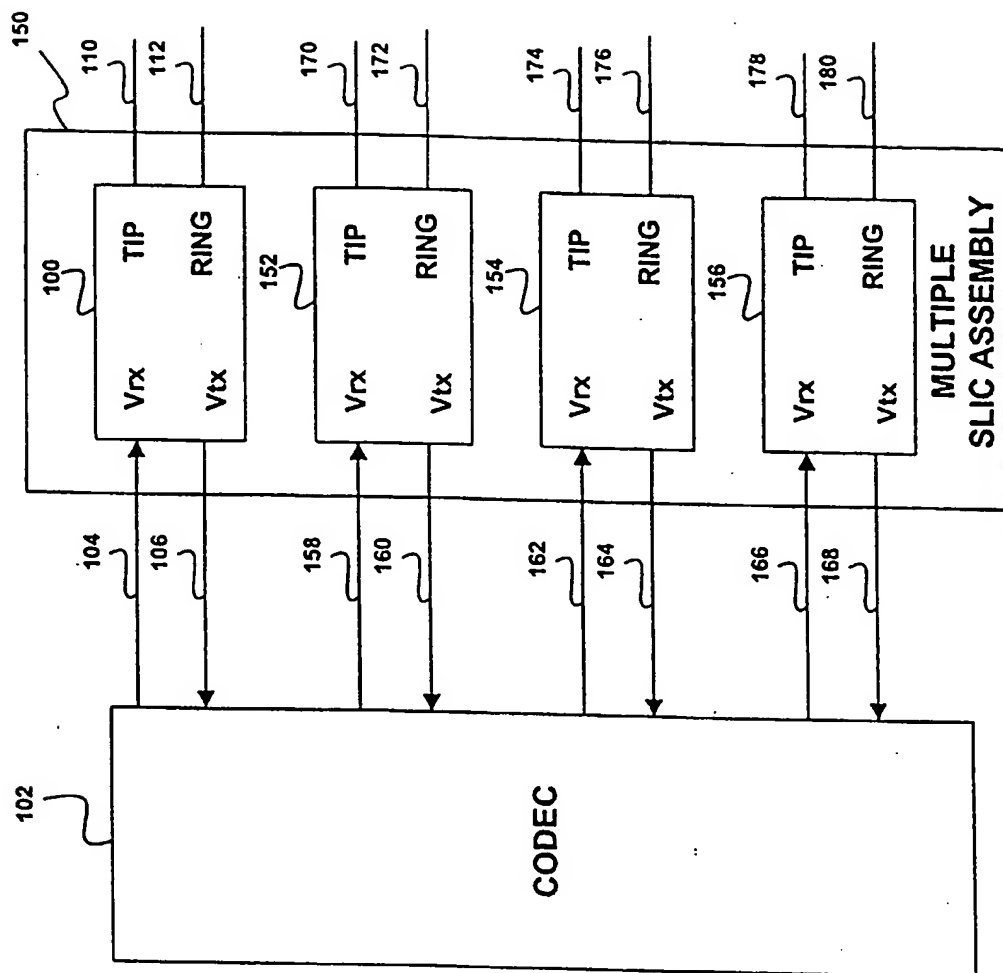 150
110
112
170
172
174
176
178
180
100
TIP
RING
Vrx
Vtx
152
TIP
RING
Vrx
Vtx
154
TIP
RING
Vrx
Vtx
156
TIP
RING
Vrx
Vtx
MULTIPLE
SLIC ASSEMBLY
104
106
158
160
162
164
166
168
102
CODEC